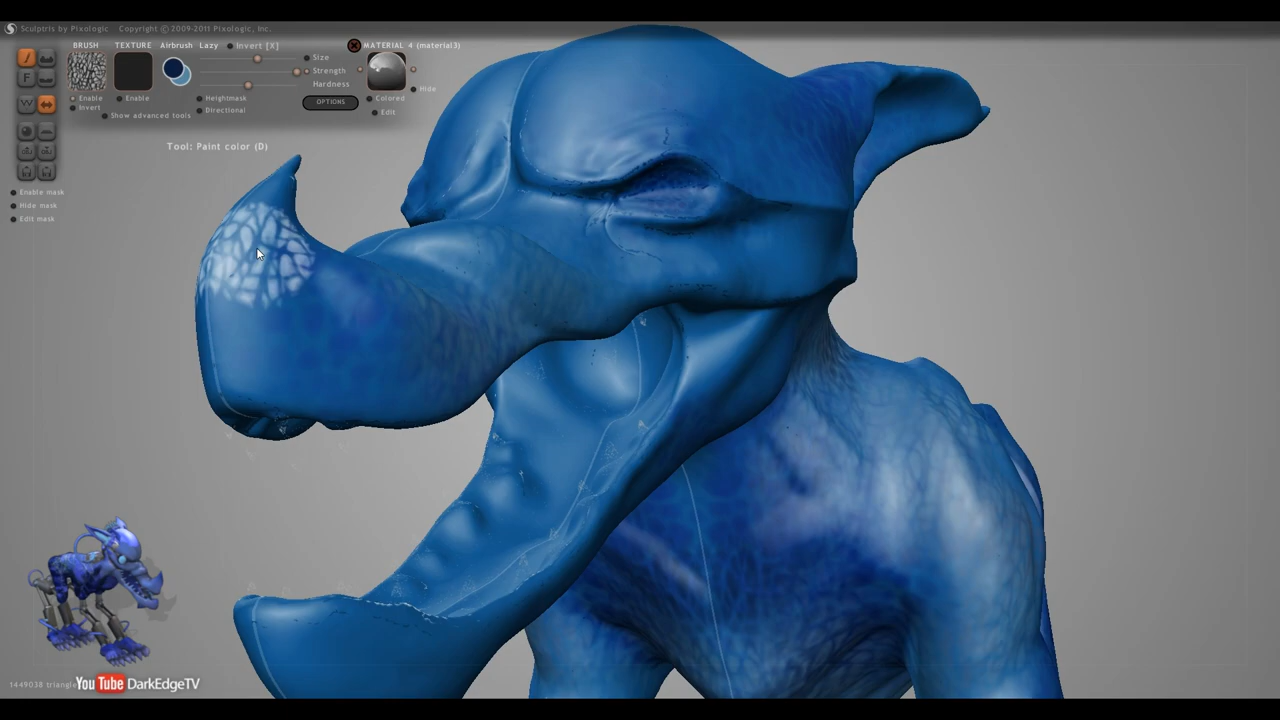 Sculptris by Pixologic Copyright © 2009-2011 Pixologic, Inc.
BRUSH TEXTURE Airbrush Lazy Invert [X] MATERIAL 4 (material3)
Size
Strength
F Hardness
Hide
Enable Enable Heightmask OPTIONS Colored
Invert Directional Edit
Show advanced tools
Tool: Paint color (D)
Enable mask
Hide mask
Edit mask
1449038 triangle
YouTube DarkEdgeTV